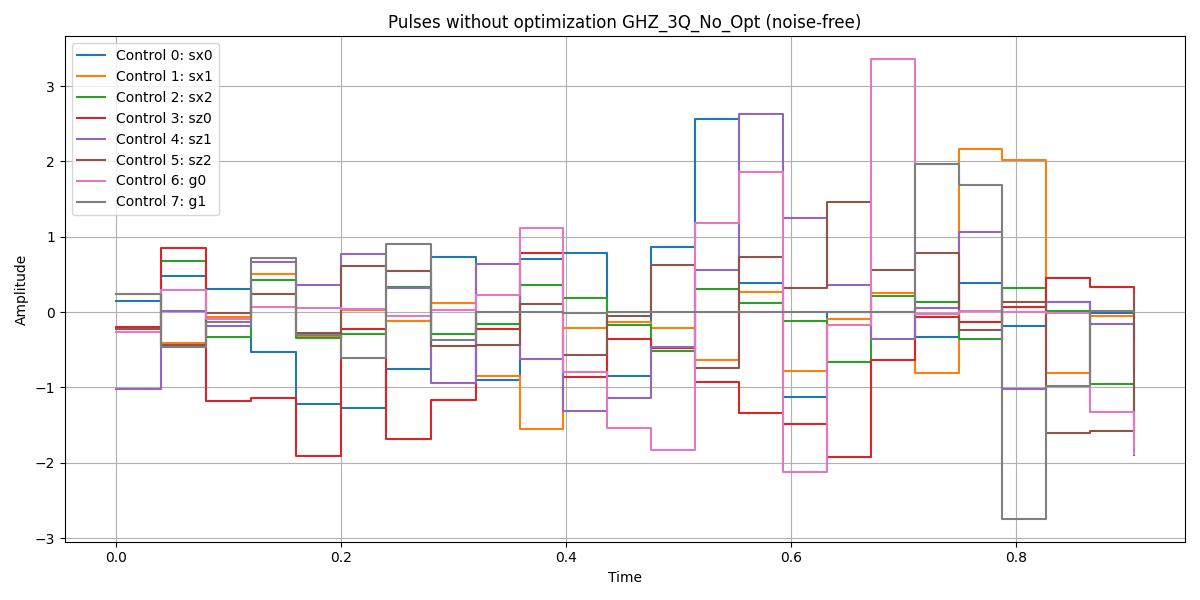 Pulses without optimization GHZ_3Q_No_Opt (noise-free)
Control 0: sx0
Control 1: sx1
Control 2: sx2
Control 3: sz0
Control 4: sz1
Control 5: sz2
Control 6: g0
Control 7: g1
Amplitude
3
2
1
0
−1
−2
−3
0.0 0.2 0.4 0.6 0.8
Time